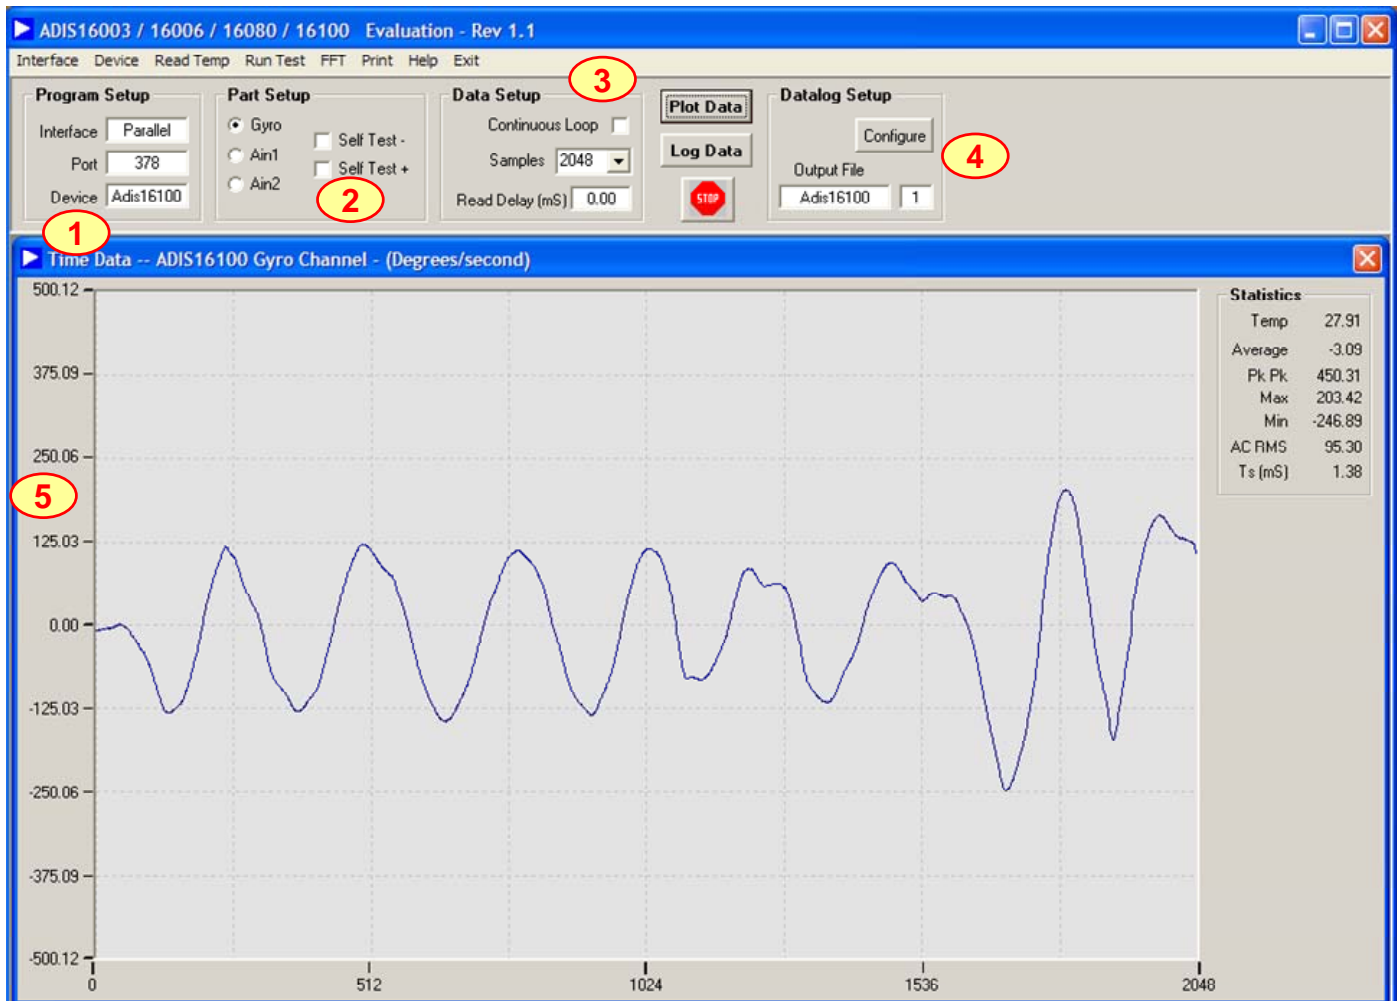 ADIS16003 / 16006 / 16080 / 16100 Evaluation - Rev 1.1
Interface Device Read Temp Run Test FFT Print Help Exit
3
Program Setup
Interface Parallel
Port 378
Device Adis16100
1
Part Setup
Gyro
Ain1
Ain2
Self Test -
Self Test +
2
Data Setup
Continuous Loop
Samples 2048
Read Delay (mS) 0.00
Plot Data
Log Data
STOP
Datalog Setup
Configure
4
Output File
Adis16100 1
Time Data -- ADIS16100 Gyro Channel - (Degrees/second)
500.12
375.09
250.06
5
125.03
0.00
-125.03
-250.06
-375.09
-500.12
0 512 1024 1536 2048
Statistics
Temp 27.91
Average -3.09
Pk Pk 450.31
Max 203.42
Min -246.89
AC RMS 95.30
Ts (mS) 1.38